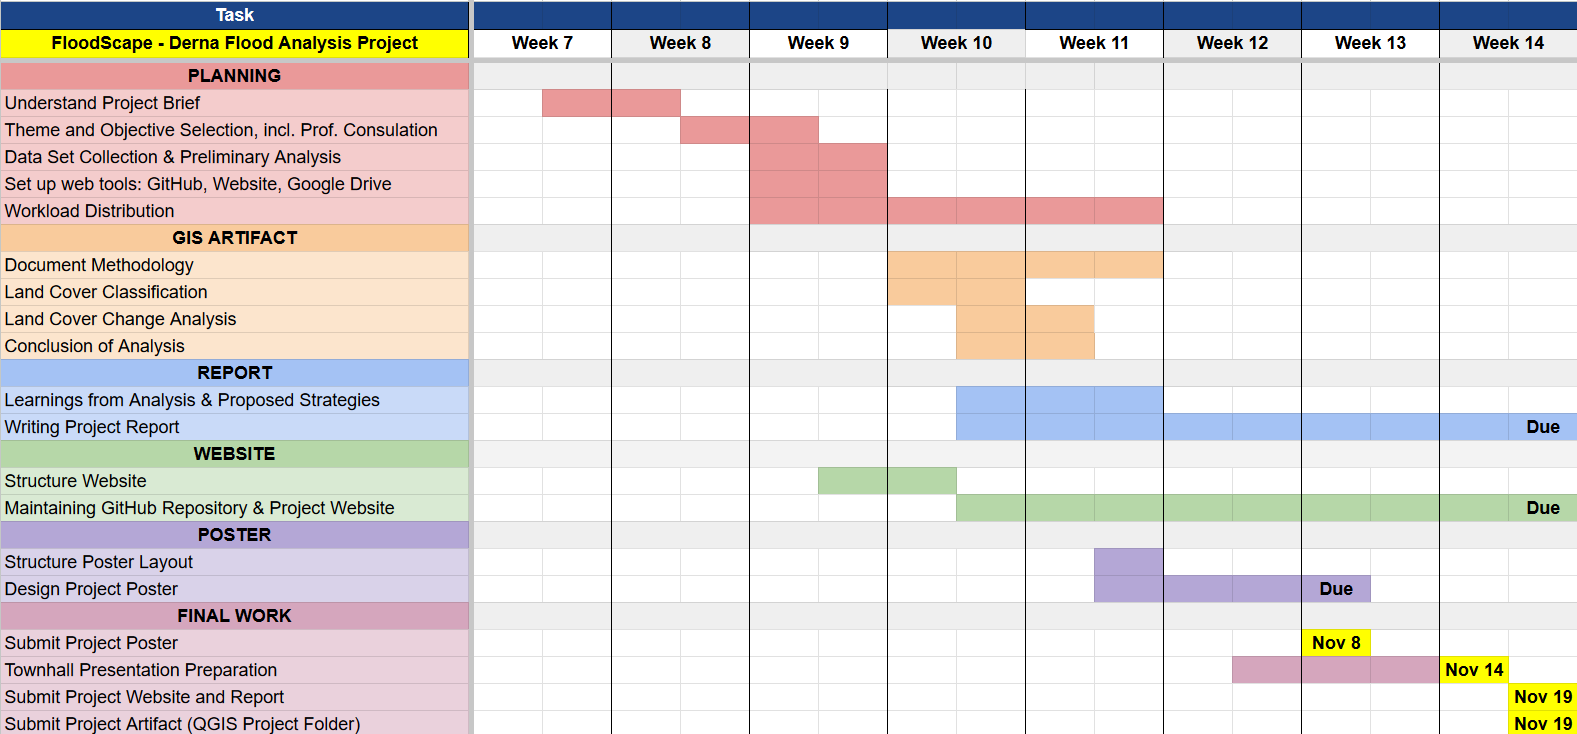 Task
FloodScape - Derna Flood Analysis Project
Week 7
Week 8
Week 9
Week 10
Week 11
Week 12
Week 13
Week 14
PLANNING
Understand Project Brief
Theme and Objective Selection, incl. Prof. Consulation
Data Set Collection & Preliminary Analysis
Set up web tools: GitHub, Website, Google Drive
Workload Distribution
GIS ARTIFACT
Document Methodology
Land Cover Classification
Land Cover Change Analysis
Conclusion of Analysis
REPORT
Learnings from Analysis & Proposed Strategies
Writing Project Report
Due
WEBSITE
Structure Website
Maintaining GitHub Repository & Project Website
Due
POSTER
Structure Poster Layout
Design Project Poster
Due
FINAL WORK
Submit Project Poster
Nov 8
Townhall Presentation Preparation
Nov 14
Submit Project Website and Report
Nov 19
Submit Project Artifact (QGIS Project Folder)
Nov 19